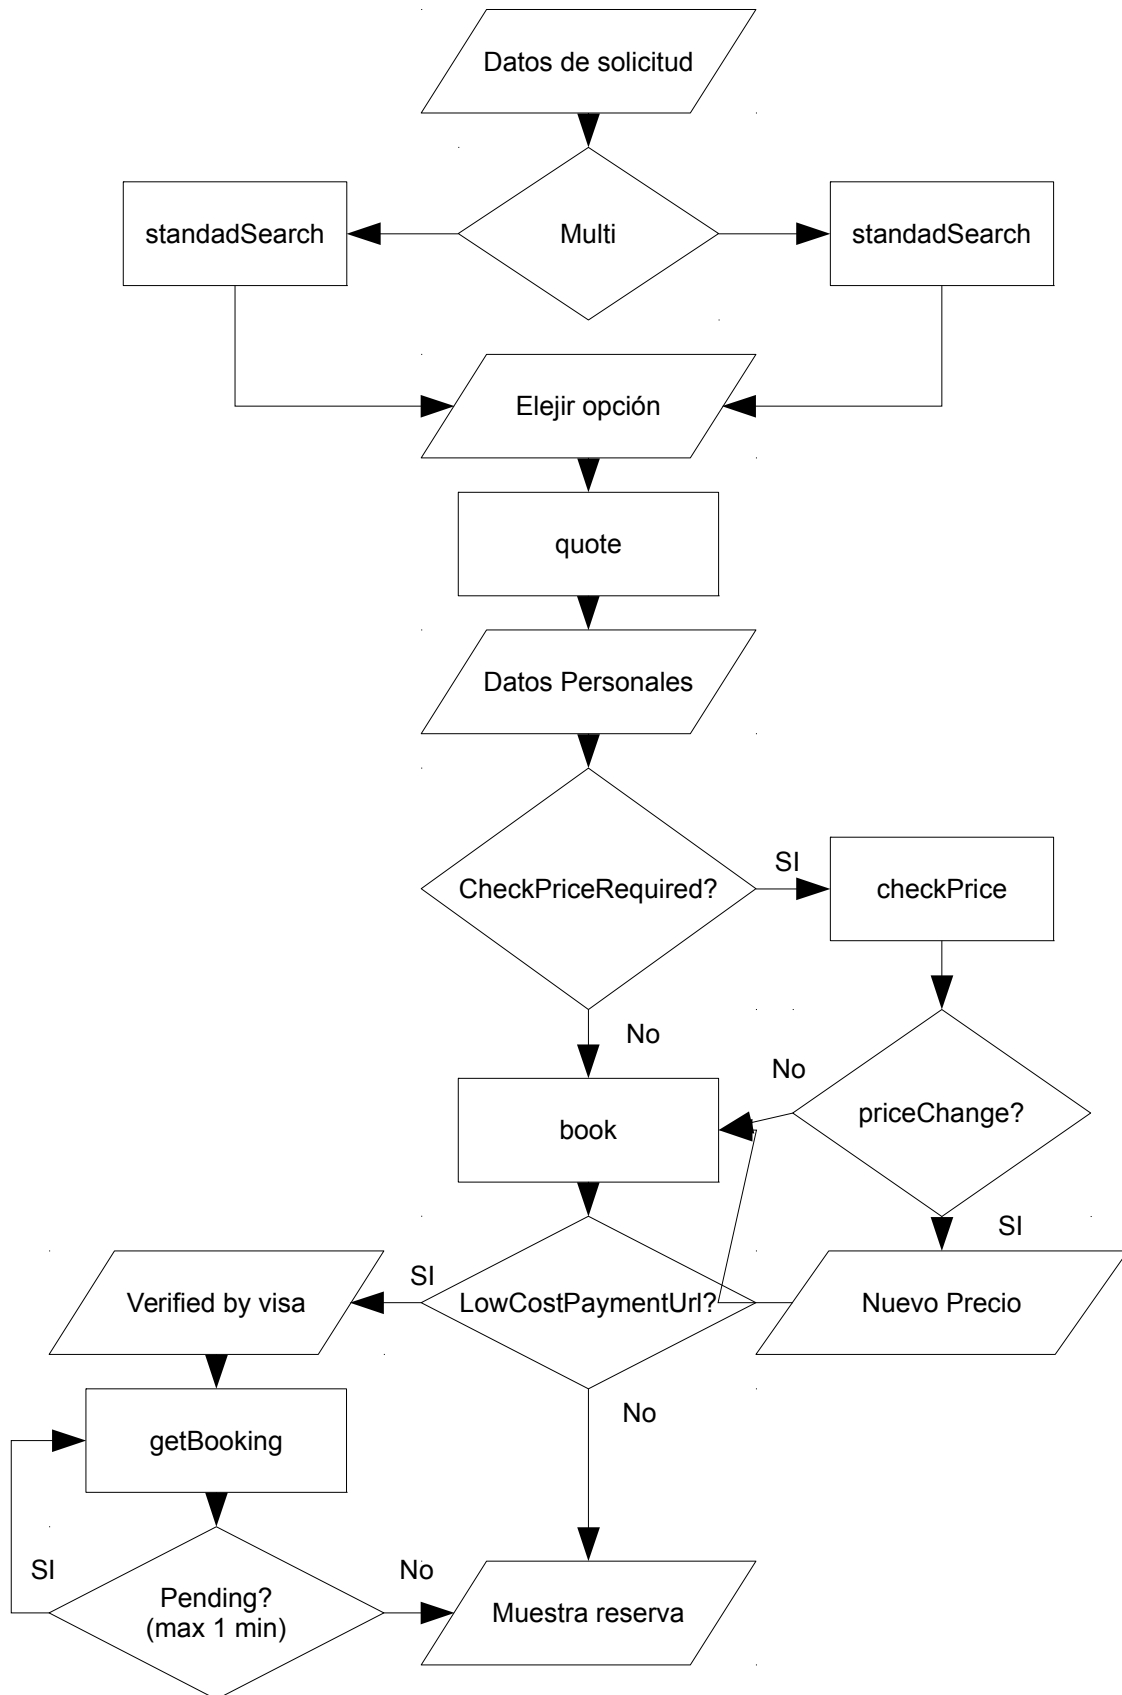 Datos de solicitud
standadSearch
Multi
standadSearch
Elejir opción
quote
Datos Personales
SI
CheckPriceRequired?
checkPrice
No
No
book
priceChange?
SI
SI
Verified by visa
LowCostPaymentUrl?
Nuevo Precio
No
getBooking
SI
No
Pending?
(max 1 min)
Muestra reserva